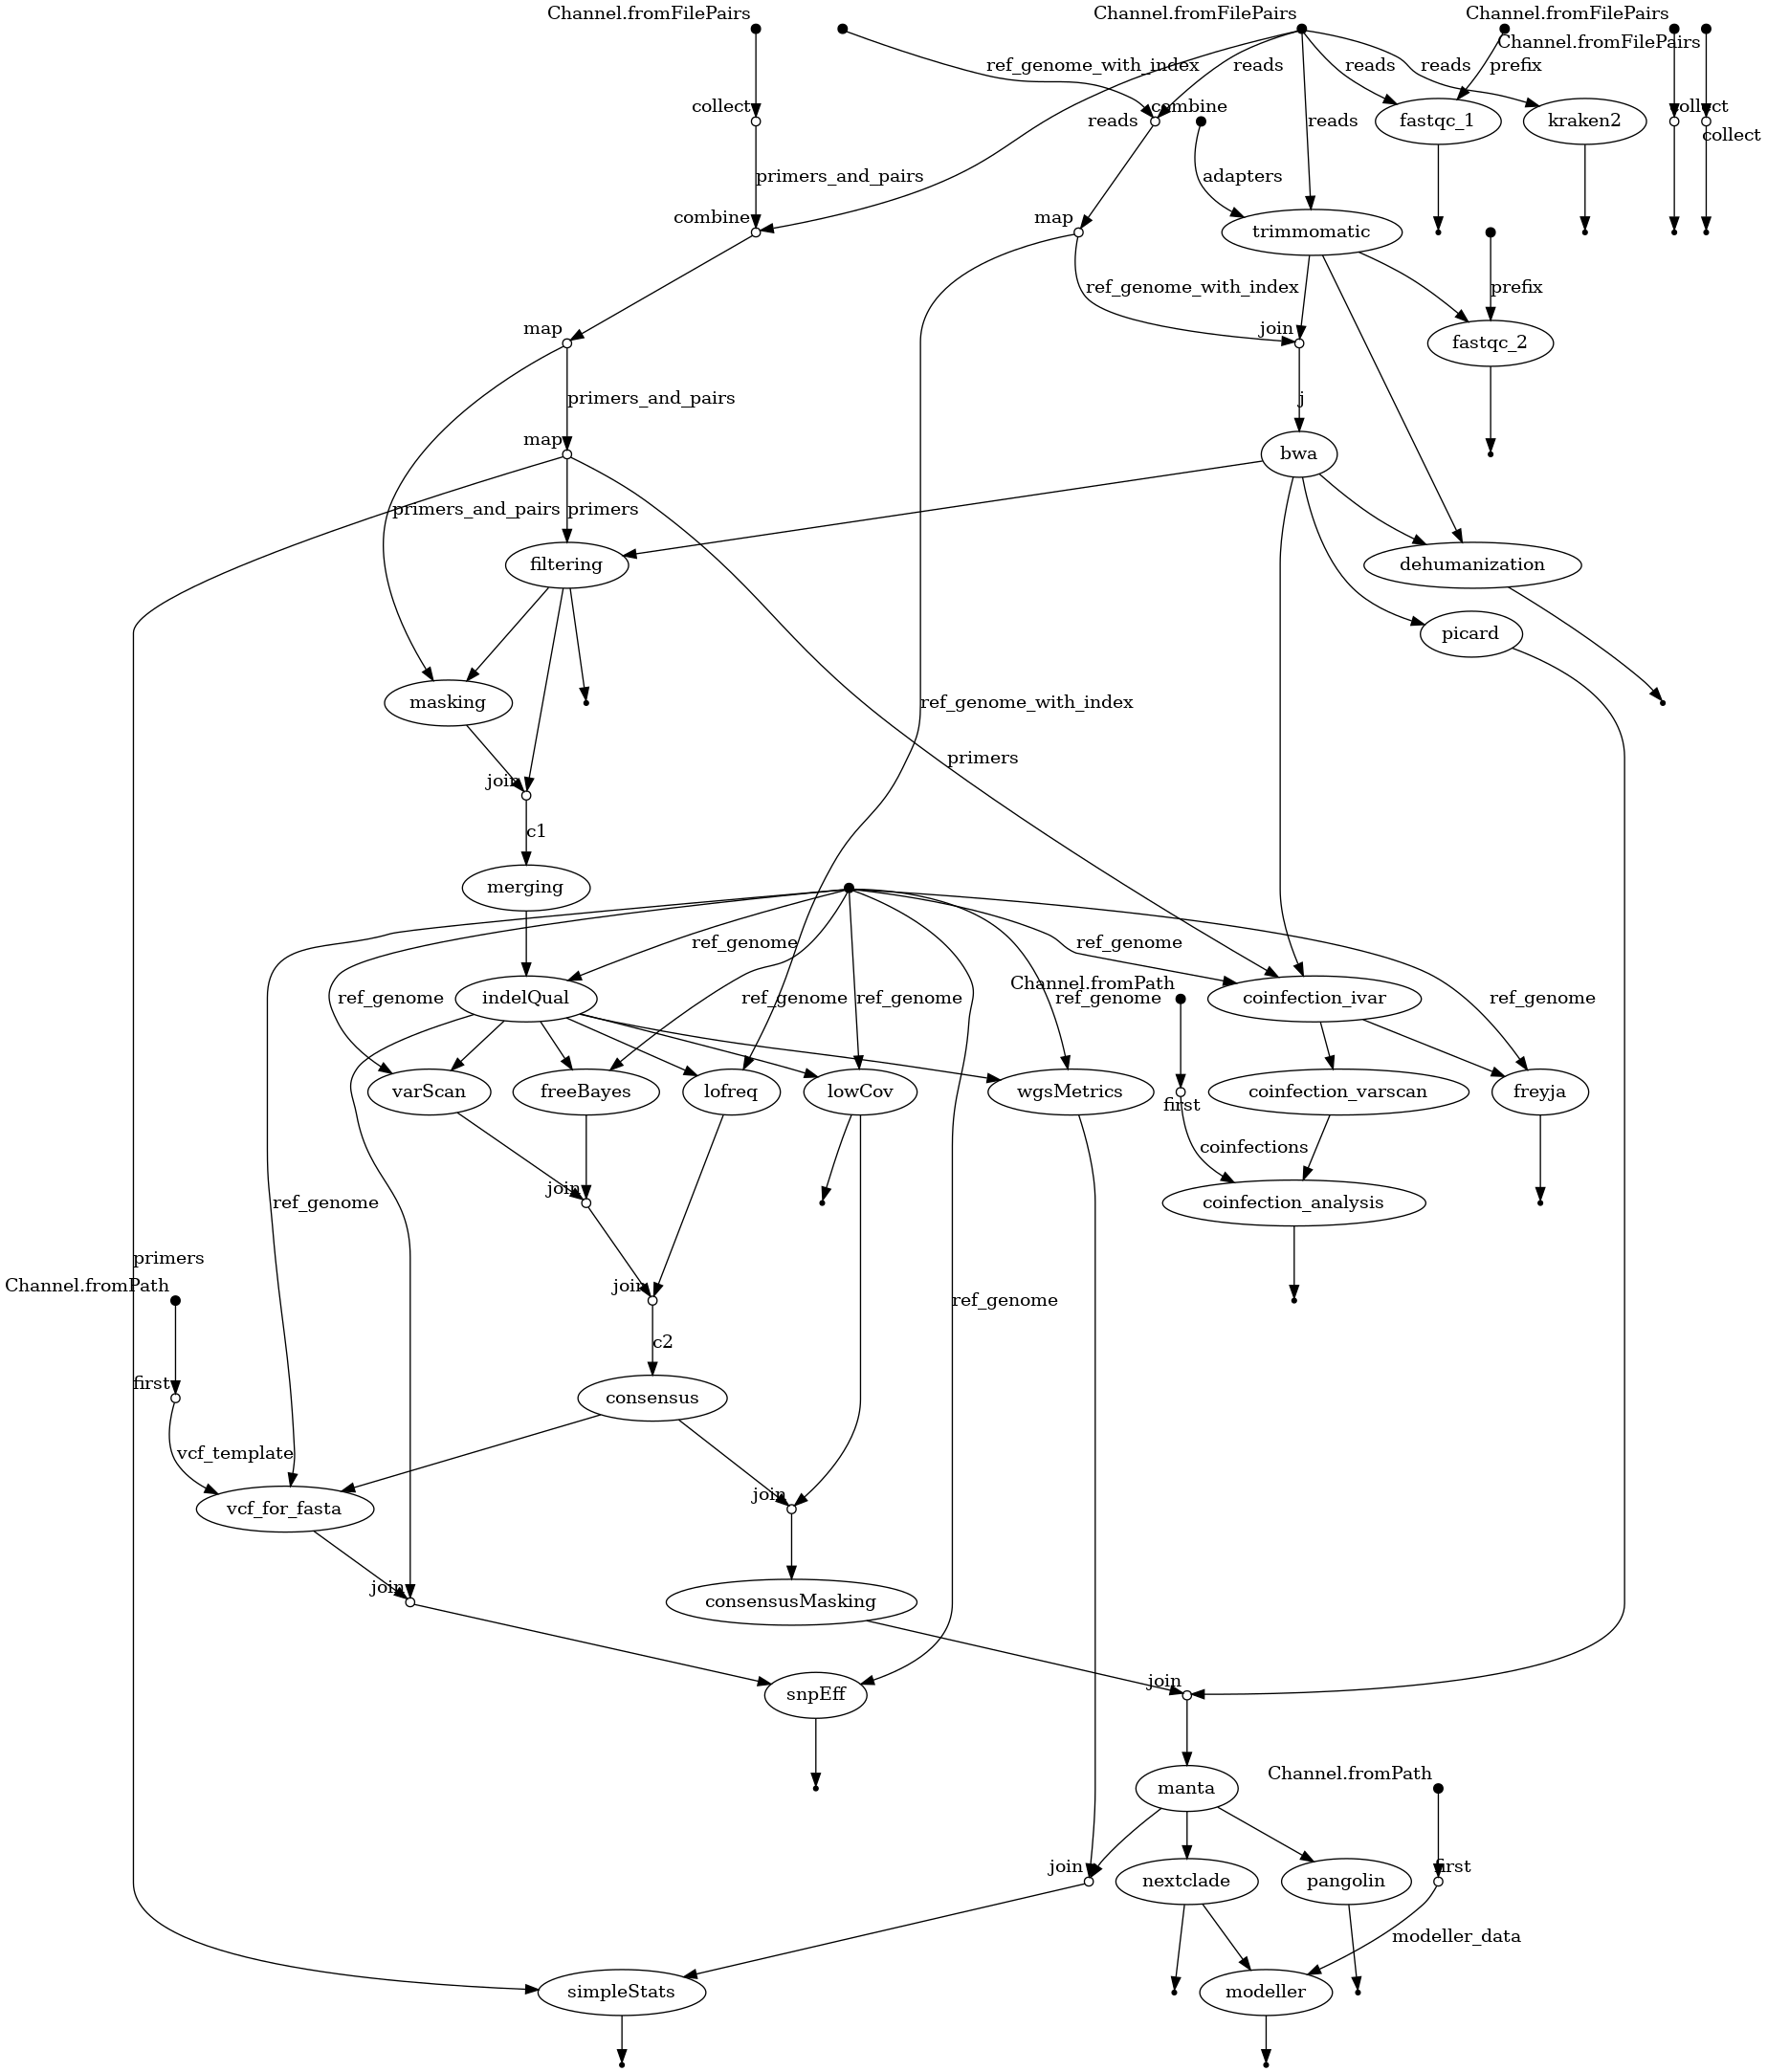 Channel.fromFilePairs
Channel.fromFilePairs
Channel.fromFilePairs
Channel.fromFilePairs
ref_genome_with_index
reads
reads
reads
prefix
collect
combine
fastqc_1
kraken2
collect
collect
reads
reads
primers_and_pairs
adapters
combine
map
trimmomatic
ref_genome_with_index
prefix
map
join
fastqc_2
primers_and_pairs
j
map
bwa
primers_and_pairs
primers
filtering
dehumanization
picard
masking
ref_genome_with_index
primers
join
c1
merging
ref_genome
ref_genome
Channel.fromPath
indelQual
ref_genome
ref_genome
ref_genome
ref_genome
coinfection_ivar
ref_genome
varScan
freeBayes
lofreq
lowCov
wgsMetrics
first
coinfection_varscan
freyja
coinfections
join
ref_genome
coinfection_analysis
primers
Channel.fromPath
join
ref_genome
c2
first
consensus
vcf_template
join
vcf_for_fasta
join
consensusMasking
join
snpEff
Channel.fromPath
manta
join
nextclade
pangolin
first
modeller_data
simpleStats
modeller